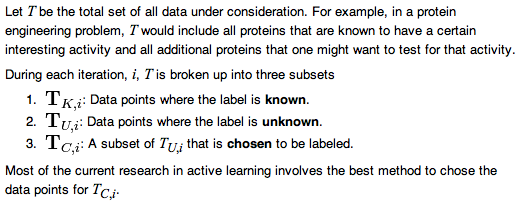 Let T be the total set of all data under consideration. For example, in a protein
engineering problem, T would include all proteins that are known to have a certain
interesting activity and all additional proteins that one might want to test for that activity.
During each iteration, i, T is broken up into three subsets
1. T_{K,i}: Data points where the label is known.
2. T_{U,i}: Data points where the label is unknown.
3. T_{C,i}: A subset of T_{U,i} that is chosen to be labeled.
Most of the current research in active learning involves the best method to chose the
data points for T_{C,i}.